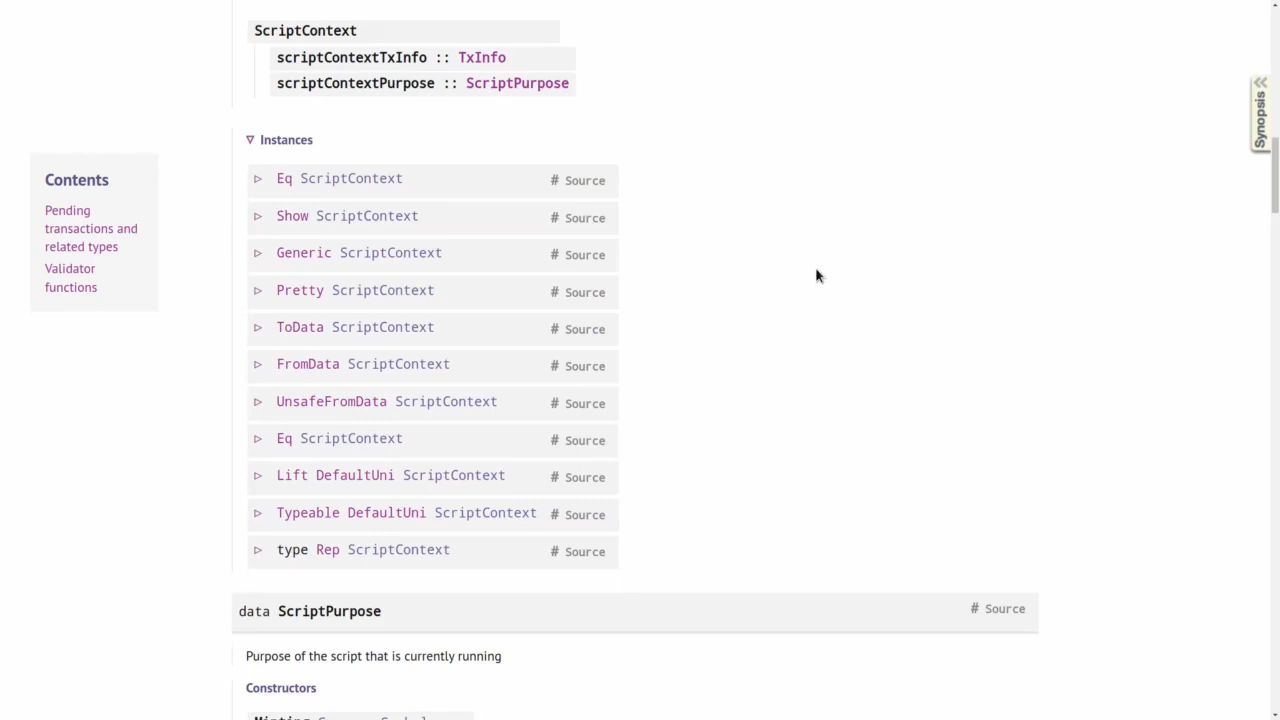 ScriptContext
scriptContextTxInfo :: TxInfo
scriptContextPurpose :: ScriptPurpose
Synopsis
▽ Instances
Contents
Pending
transactions and
related types
Validator
functions
▷ Eq ScriptContext # Source
▷ Show ScriptContext # Source
▷ Generic ScriptContext # Source
▷ Pretty ScriptContext # Source
▷ ToData ScriptContext # Source
▷ FromData ScriptContext # Source
▷ UnsafeFromData ScriptContext # Source
▷ Eq ScriptContext # Source
▷ Lift DefaultUni ScriptContext # Source
▷ Typeable DefaultUni ScriptContext # Source
▷ type Rep ScriptContext # Source
data ScriptPurpose # Source
Purpose of the script that is currently running
Constructors